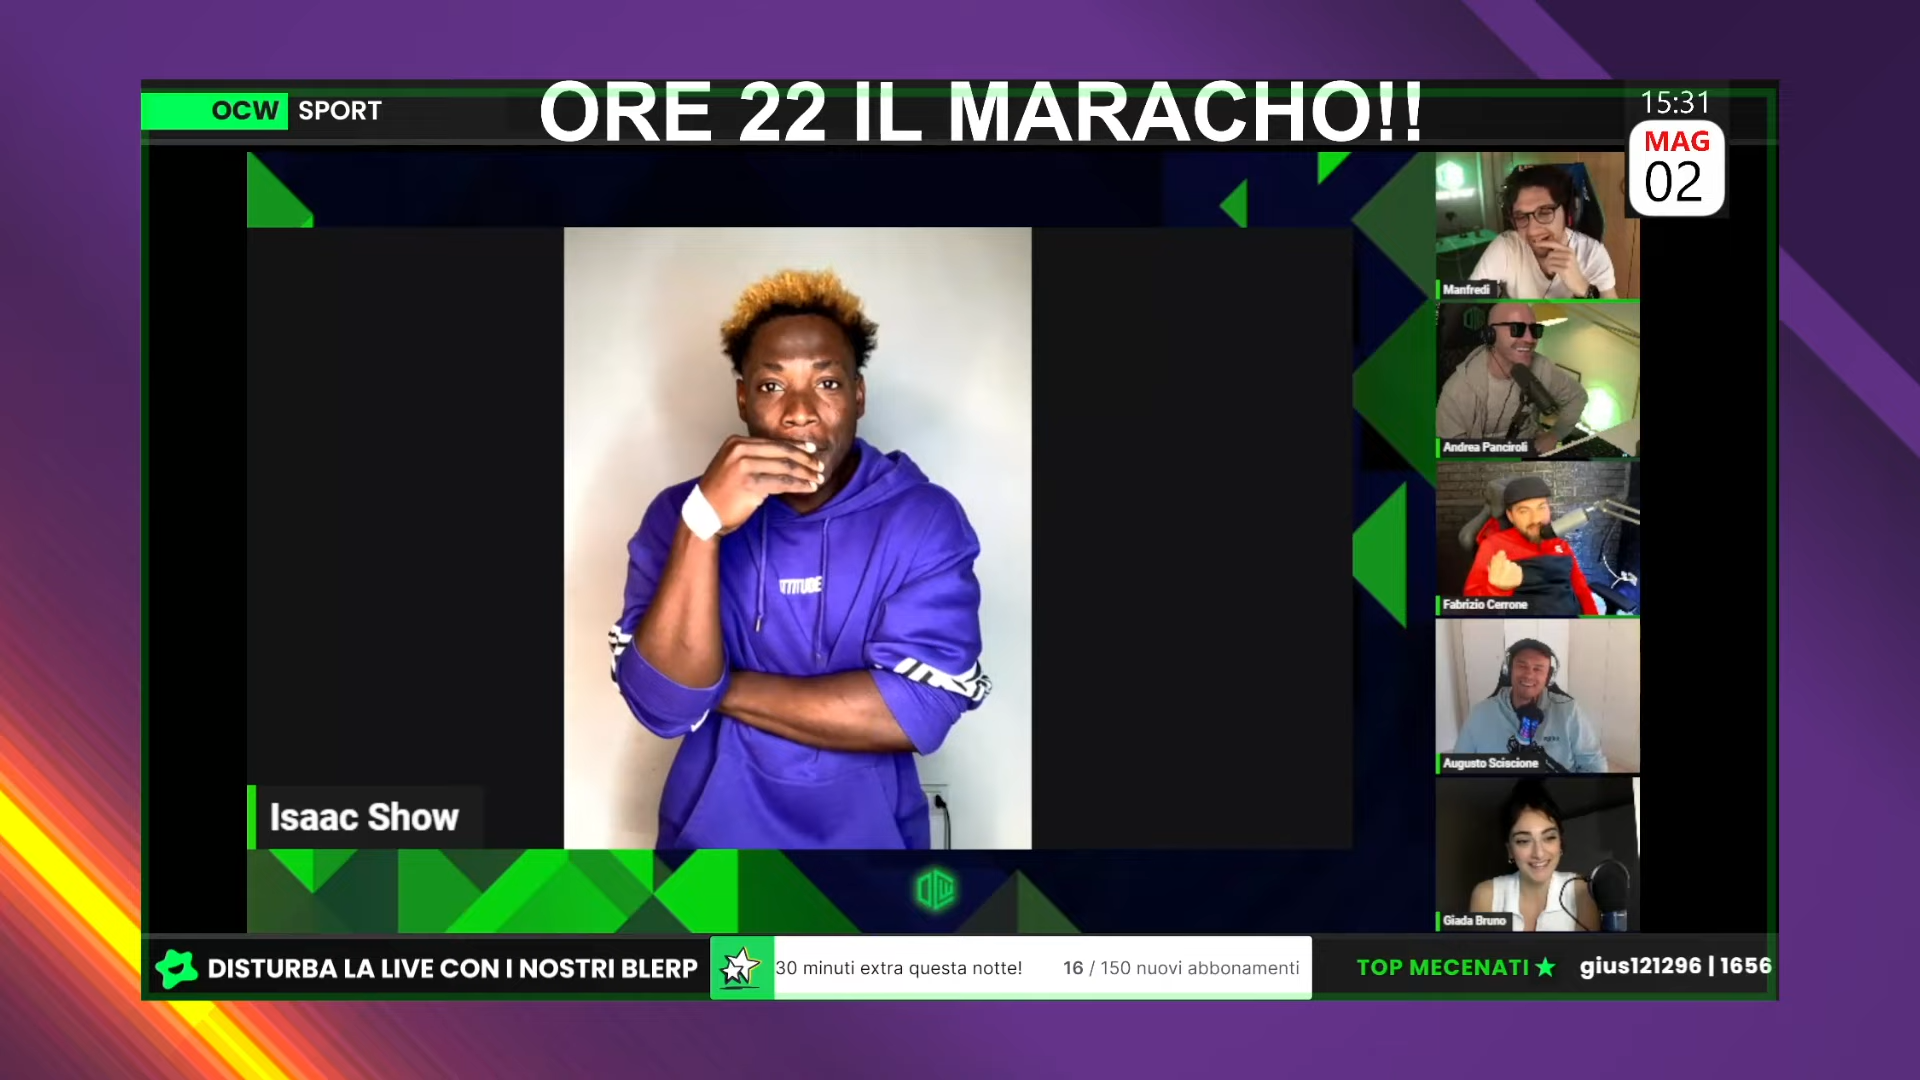 OCW SPORT
ORE 22 IL MARACHO!!
15:31
MAG
02
Manfredi
Andrea Panciroli
Fabrizio Cerrone
Augusto Sciscione
Giada Bruno
TTITUDE
Isaac Show
DISTURBA LA LIVE CON I NOSTRI BLERP
30 minuti extra questa notte!
16 / 150 nuovi abbonamenti
TOP MECENATI
gius121296 | 1656